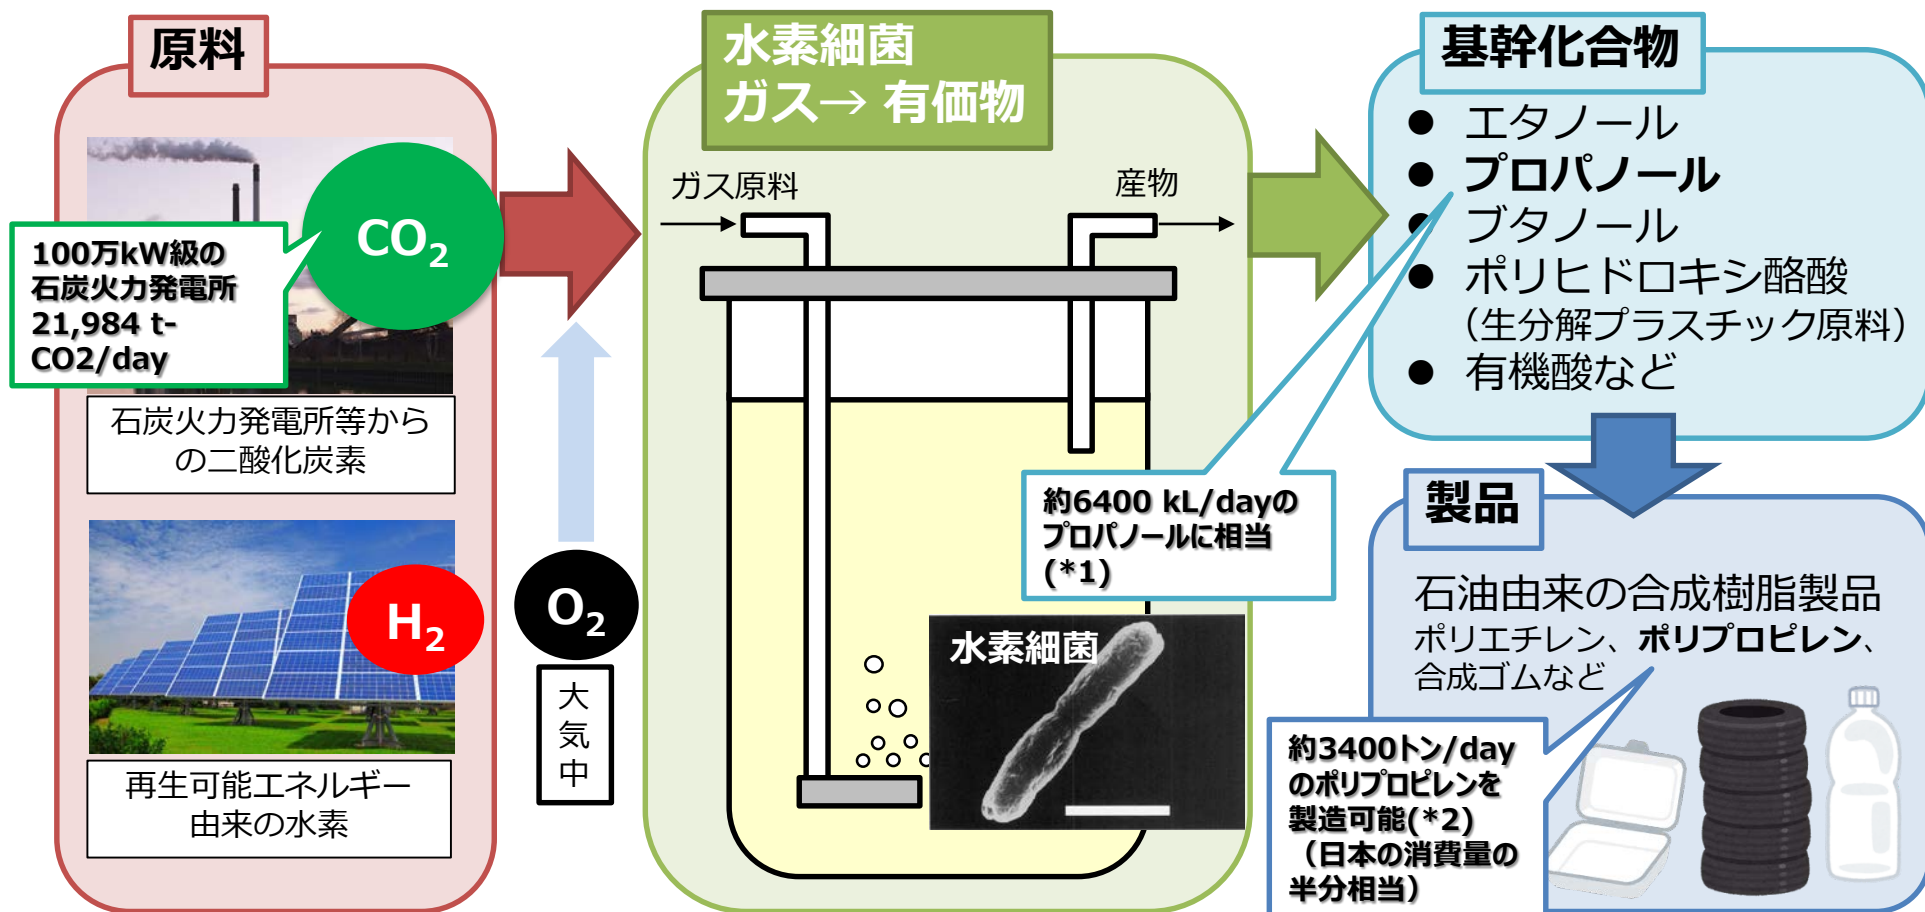 原料
CO2
100万kW級の
石炭火力発電所
21,984 t-
CO2/day
石炭火力発電所等から
の二酸化炭素
H2
再生可能エネルギー
由来の水素
O2
大
気
中
水素細菌
ガス→ 有価物
ガス原料
産物
水素細菌
基幹化合物
● エタノール
● プロパノール
● ブタノール
● ポリヒドロキシ酪酸
（生分解プラスチック原料）
● 有機酸など
約6400 kL/dayの
プロパノールに相当
(*1)
製品
石油由来の合成樹脂製品
ポリエチレン、ポリプロピレン、
合成ゴムなど
約3400トン/day
のポリプロピレンを
製造可能(*2)
（日本の消費量の
半分相当）